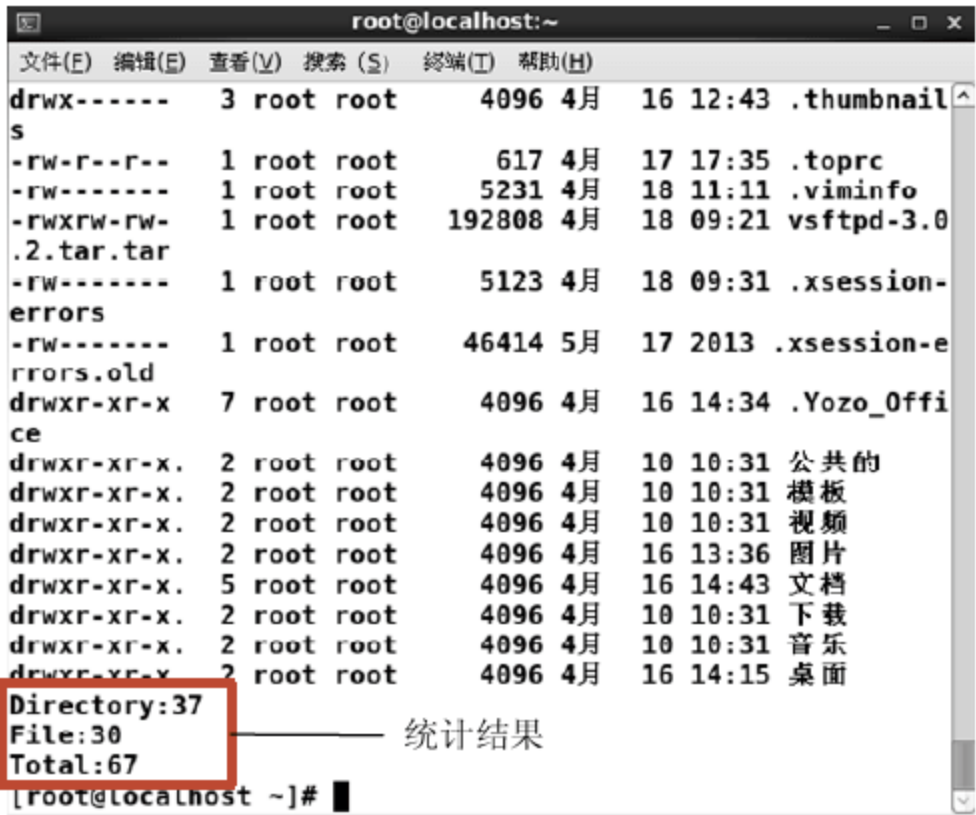 root@localhost:~
文件(F) 编辑(E) 查看(V) 搜索 (S) 终端(T) 帮助(H)
drwx------ 3 root root 4096 4月 16 12:43 .thumbnail
s
-rw-r--r-- 1 root root 617 4月 17 17:35 .toprc
-rw------- 1 root root 5231 4月 18 11:11 .viminfo
-rwxrw-rw- 1 root root 192808 4月 18 09:21 vsftpd-3.0
.2.tar.tar
-rw------- 1 root root 5123 4月 18 09:31 .xsession-
errors
-rw------- 1 root root 46414 5月 17 2013 .xsession-e
rrors.old
drwxr-xr-x 7 root root 4096 4月 16 14:34 .Yozo_Offi
ce
drwxr-xr-x. 2 root root 4096 4月 10 10:31 公共的
drwxr-xr-x. 2 root root 4096 4月 10 10:31 模板
drwxr-xr-x. 2 root root 4096 4月 10 10:31 视频
drwxr-xr-x. 2 root root 4096 4月 16 13:36 图片
drwxr-xr-x. 5 root root 4096 4月 16 14:43 文档
drwxr-xr-x. 2 root root 4096 4月 10 10:31 下载
drwxr-xr-x. 2 root root 4096 4月 10 10:31 音乐
drwxr-xr-x 2 root root 4096 4月 16 14:15 桌面
Directory:37
File:30
统计结果
Total:67
[root@localhost ~]#